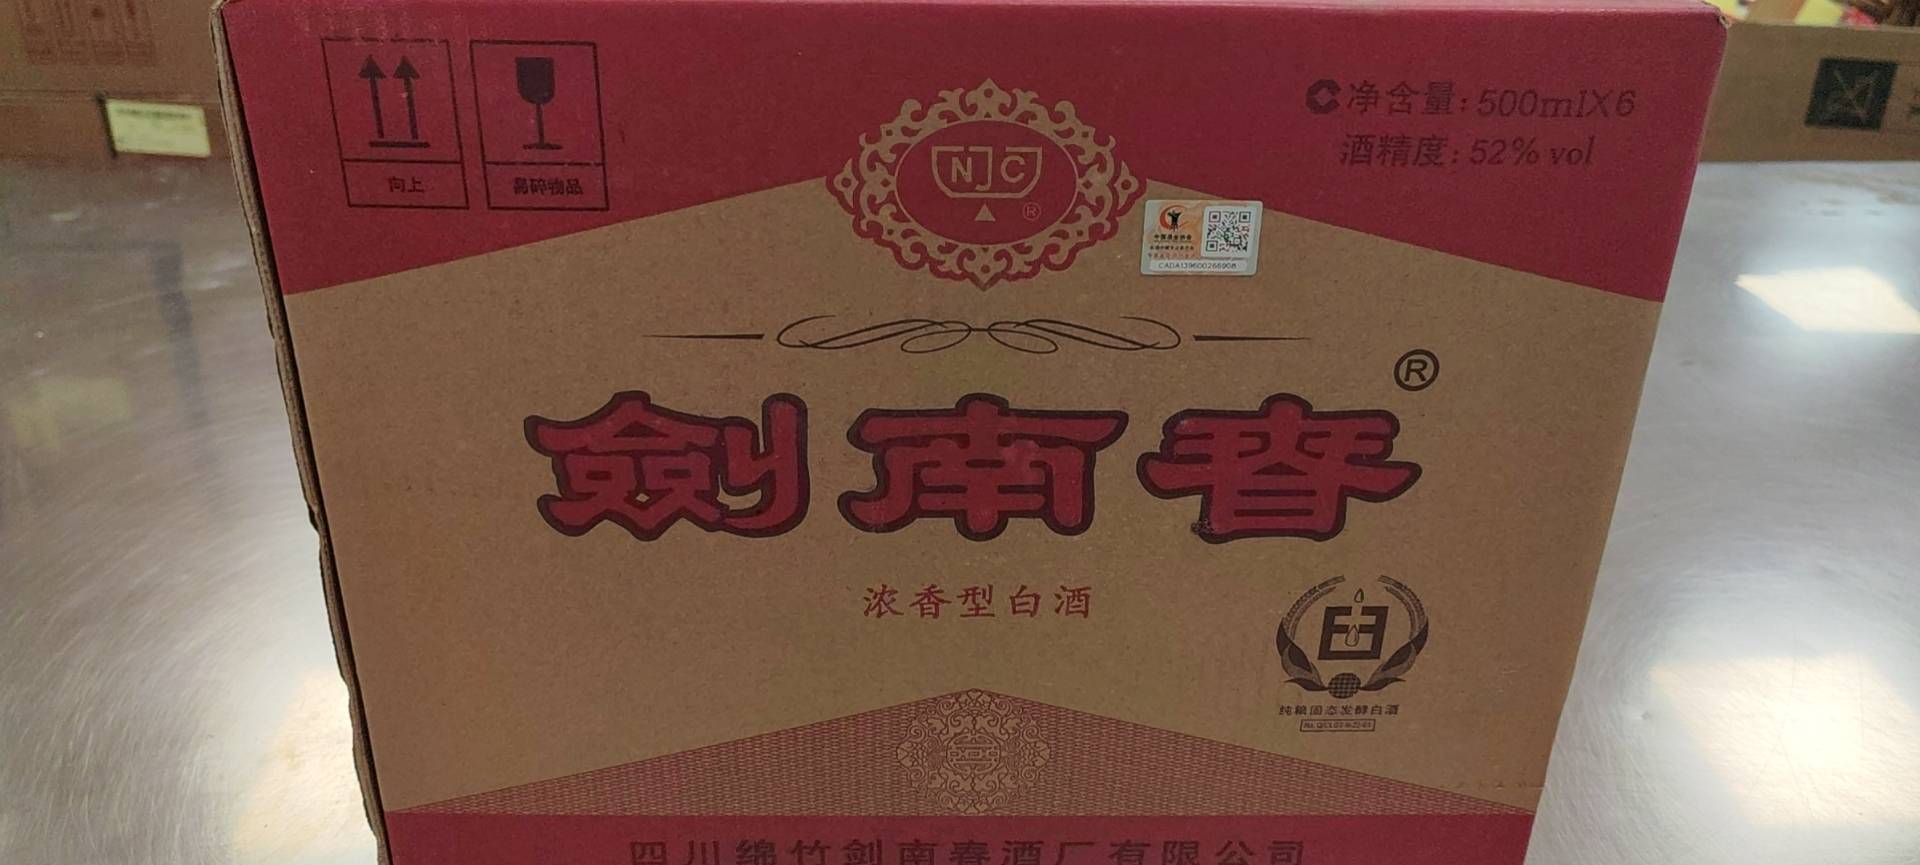 向上
易碎物品
NJC
®
净含量: 500mlX6
酒精度: 52% vol
CADA139600266908
劍南春®
浓香型白酒
纯粮固态发酵白酒
四川绵竹剑南春酒厂有限公司